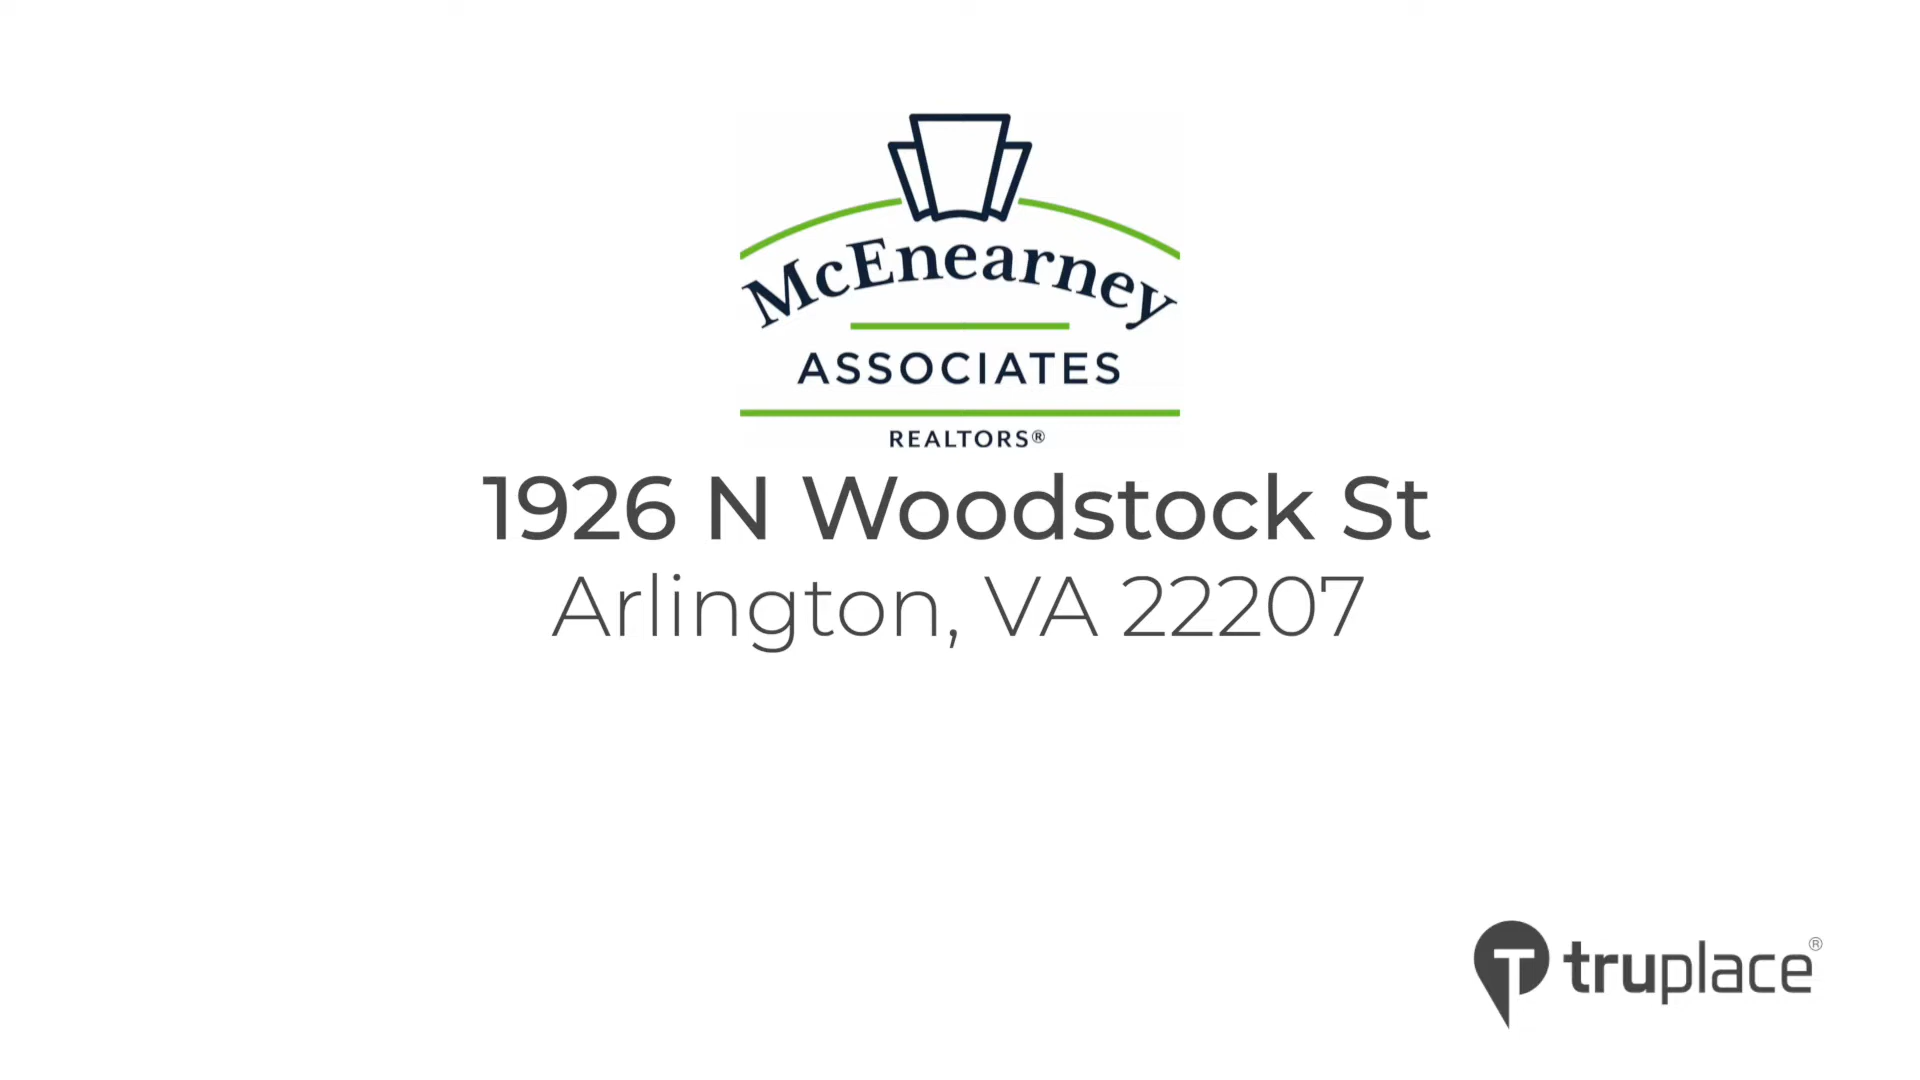 McEnearney
ASSOCIATES
REALTORS®
1926 N Woodstock St
Arlington, VA 22207
truplace®